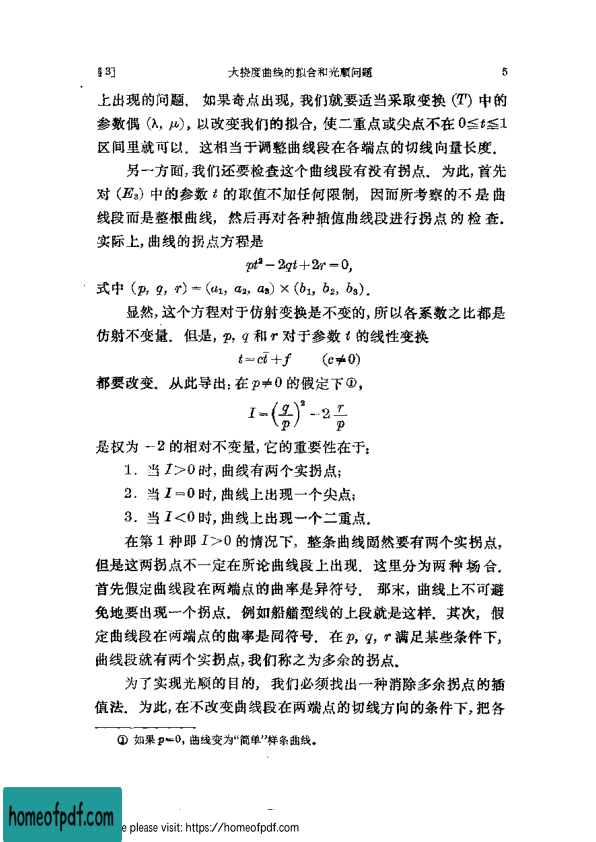 §3] 大挠度曲线的拟合和光顺问题 5
上出现的问题. 如果奇点出现, 我们就要适当采取变换 (T) 中的
参数偶 (λ, μ), 以改变我们的拟合, 使二重点或尖点不在 0≦t≦1
区间里就可以. 这相当于调整曲线段在各端点的切线向量长度.
另一方面, 我们还要检查这个曲线段有没有拐点. 为此, 首先
对 (E₃) 中的参数 t 的取值不加任何限制, 因而所考察的不是曲
线段而是整根曲线, 然后再对各种插值曲线段进行拐点的检查.
实际上, 曲线的拐点方程是
pt²－2qt＋2r＝0,
式中 (p, q, r)＝(a₁, a₂, a₃)×(b₁, b₂, b₃).
显然, 这个方程对于仿射变换是不变的, 所以各系数之比都是
仿射不变量. 但是, p, q 和 r 对于参数 t 的线性变换
t＝ct̄＋f (c≠0)
都要改变. 从此导出: 在 p≠0 的假定下①,
I＝(q/p)²－2 r/p
是权为 －2 的相对不变量, 它的重要性在于:
1. 当 I＞0 时, 曲线有两个实拐点;
2. 当 I＝0 时, 曲线上出现一个尖点;
3. 当 I＜0 时, 曲线上出现一个二重点.
在第 1 种即 I＞0 的情况下, 整条曲线固然要有两个实拐点,
但是这两拐点不一定在所论曲线段上出现. 这里分为两种场合.
首先假定曲线段在两端点的曲率是异符号. 那末, 曲线上不可避
免地要出现一个拐点. 例如船艏型线的上段就是这样. 其次, 假
定曲线段在两端点的曲率是同符号. 在 p, q, r 满足某些条件下,
曲线段就有两个实拐点, 我们称之为多余的拐点.
为了实现光顺的目的, 我们必须找出一种消除多余拐点的插
值法. 为此, 在不改变曲线段在两端点的切线方向的条件下, 把各
① 如果 p＝0, 曲线变为“简单”样条曲线.
homeofpdf.com
e please visit: https://homeofpdf.com